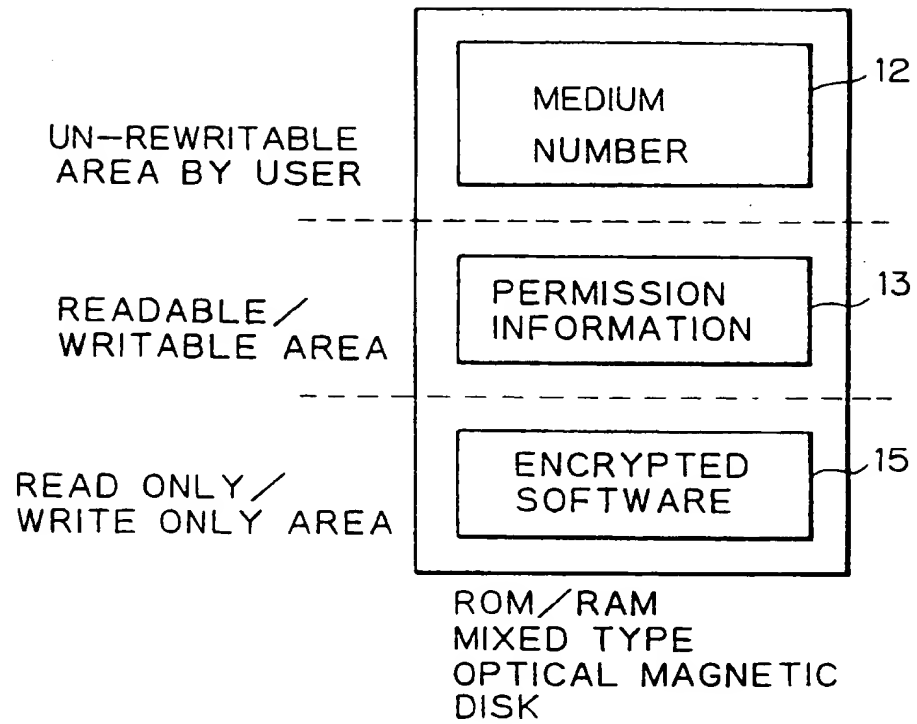 12
MEDIUM
NUMBER
UN-REWRITABLE
AREA BY USER
13
PERMISSION
INFORMATION
READABLE/
WRITABLE AREA
15
ENCRYPTED
SOFTWARE
READ ONLY/
WRITE ONLY AREA
ROM/RAM
MIXED TYPE
OPTICAL MAGNETIC
DISK